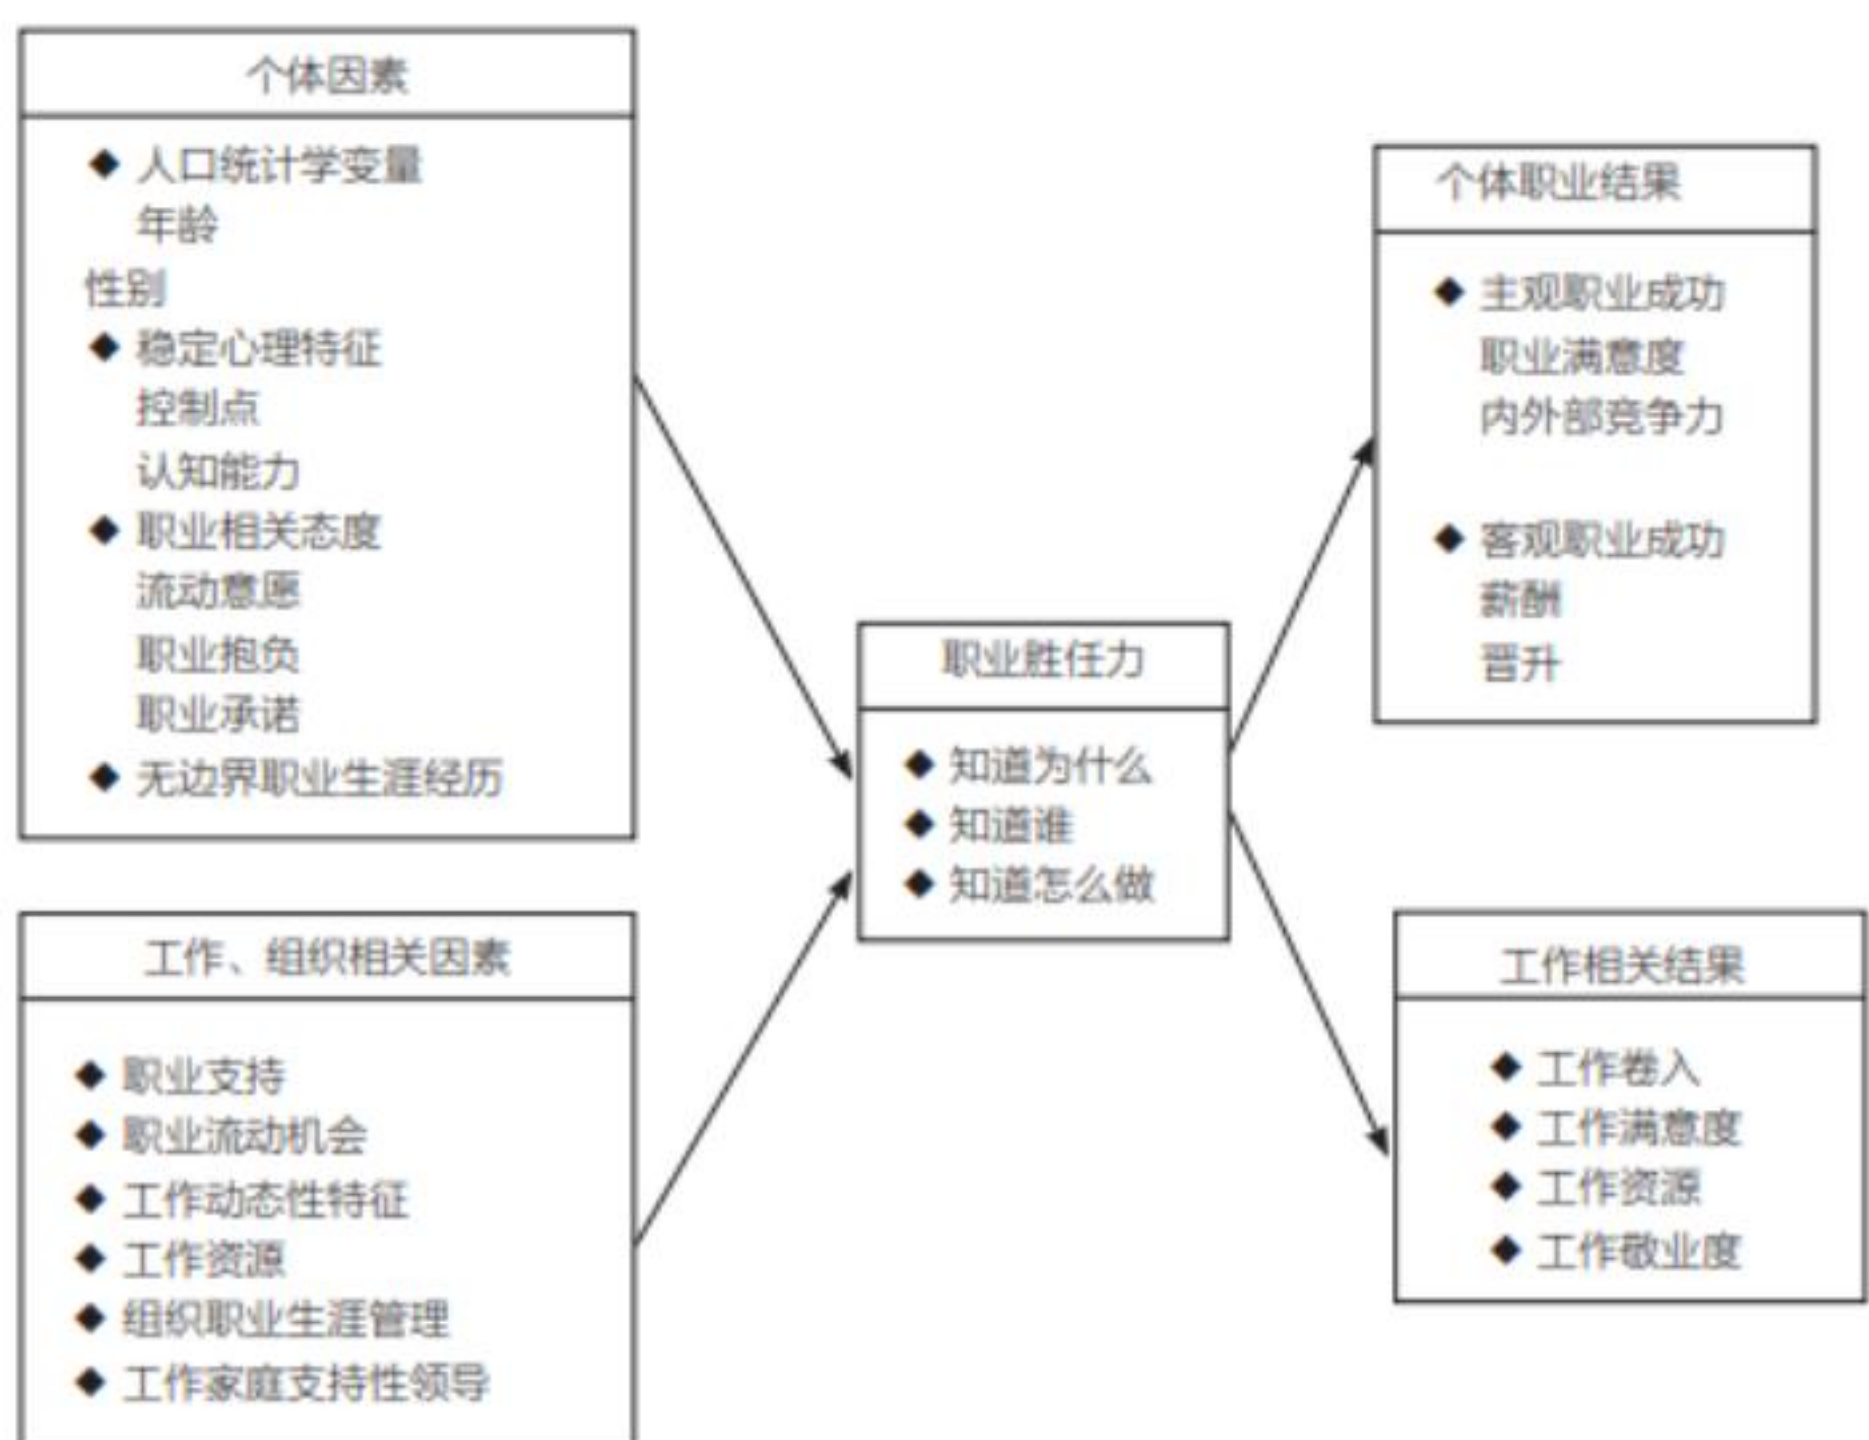 个体因素
◆ 人口统计学变量
年龄
性别
◆ 稳定心理特征
控制点
认知能力
◆ 职业相关态度
流动意愿
职业抱负
职业承诺
◆ 无边界职业生涯经历
工作、组织相关因素
◆ 职业支持
◆ 职业流动机会
◆ 工作动态性特征
◆ 工作资源
◆ 组织职业生涯管理
◆ 工作家庭支持性领导
职业胜任力
◆ 知道为什么
◆ 知道谁
◆ 知道怎么做
个体职业结果
◆ 主观职业成功
职业满意度
内外部竞争力
◆ 客观职业成功
薪酬
晋升
工作相关结果
◆ 工作卷入
◆ 工作满意度
◆ 工作资源
◆ 工作敬业度